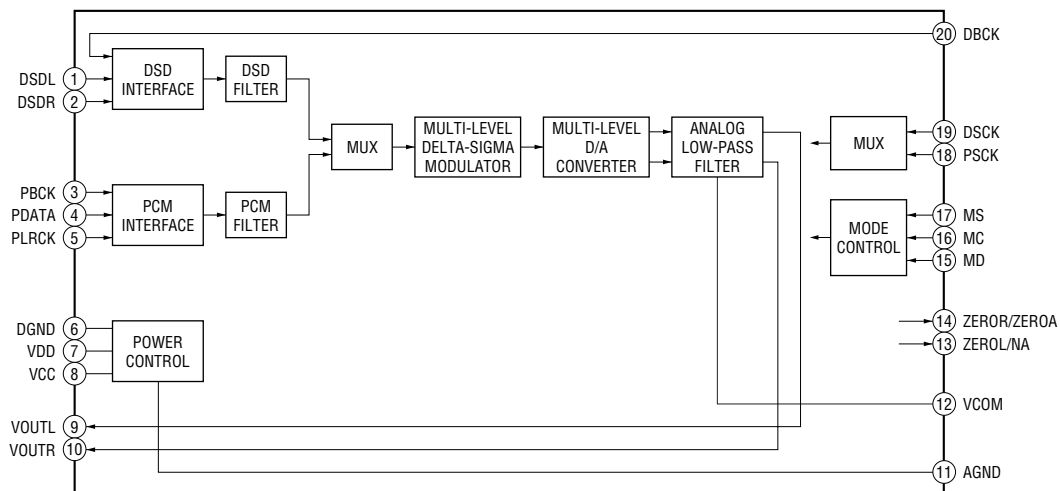 20 DBCK
DSDL 1
DSDR 2
DSD
INTERFACE
DSD
FILTER
MUX
MULTI-LEVEL
DELTA-SIGMA
MODULATOR
MULTI-LEVEL
D/A
CONVERTER
ANALOG
LOW-PASS
FILTER
MUX
19 DSCK
18 PSCK
PBCK 3
PDATA 4
PLRCK 5
PCM
INTERFACE
PCM
FILTER
MODE
CONTROL
17 MS
16 MC
15 MD
DGND 6
VDD 7
VCC 8
POWER
CONTROL
14 ZEROR/ZEROA
13 ZEROL/NA
12 VCOM
VOUTL 9
VOUTR 10
11 AGND